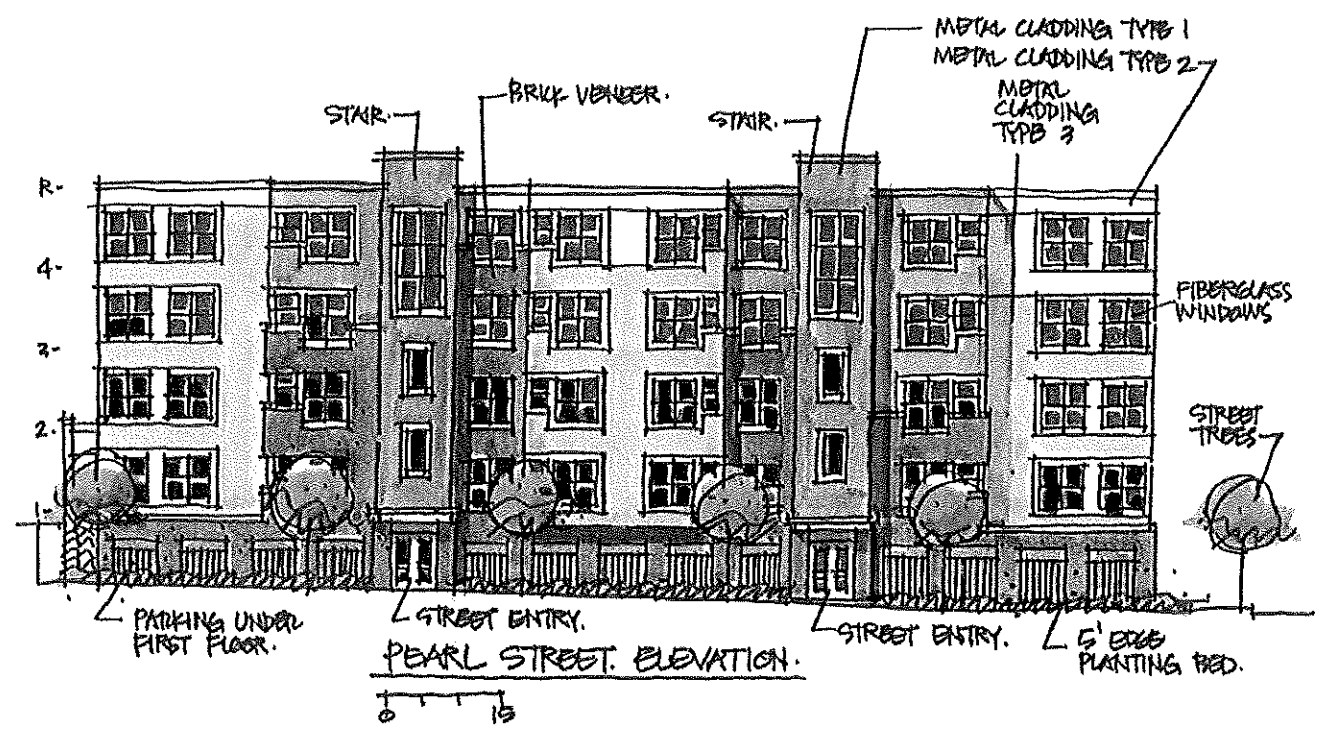 METAL CLADDING TYPE 1
METAL CLADDING TYPE 2
METAL
CLADDING
TYPE 3
BRICK VENEER.
STAIR.
STAIR.
R-
4-
3-
2-
1-
FIBERGLASS
WINDOWS
STREET
TREES
PARKING UNDER
FIRST FLOOR.
STREET ENTRY.
STREET ENTRY.
5' EDGE
PLANTING BED.
PEARL STREET. ELEVATION.
0 15